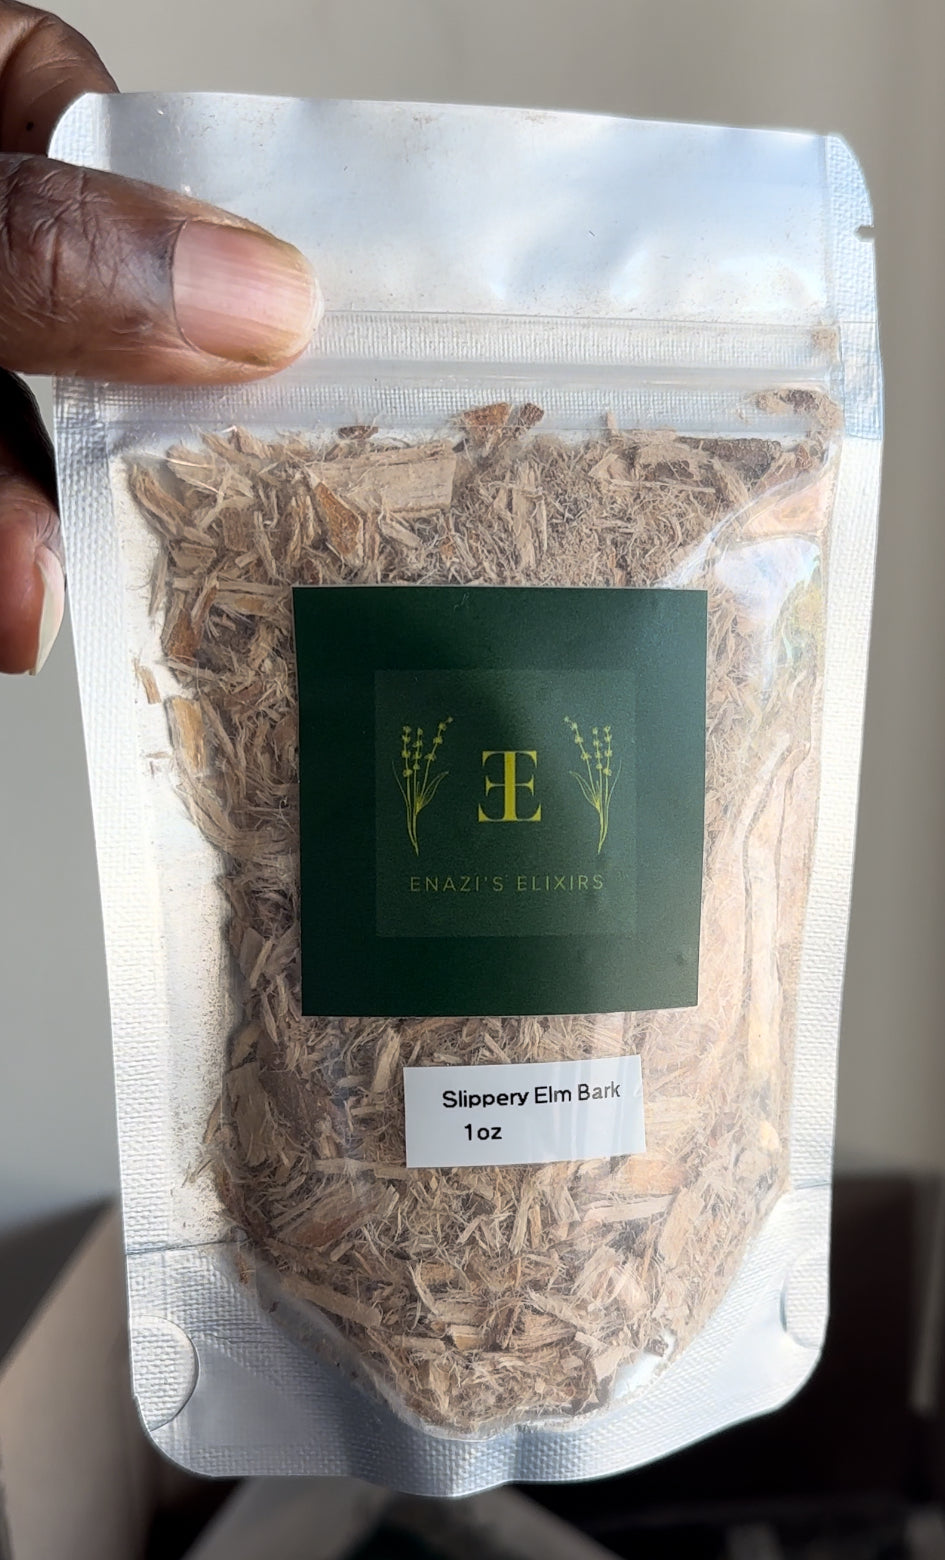 EE
ENAZI'S ELIXIRS
Slippery Elm Bark
1oz